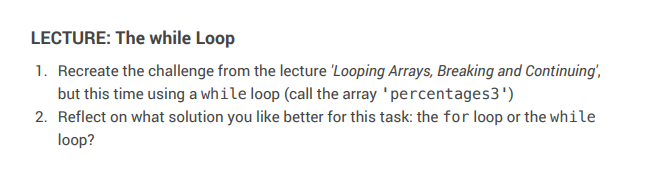 LECTURE: The while Loop
1. Recreate the challenge from the lecture 'Looping Arrays, Breaking and Continuing',
but this time using a while loop (call the array 'percentages3')
2. Reflect on what solution you like better for this task: the for loop or the while
loop?